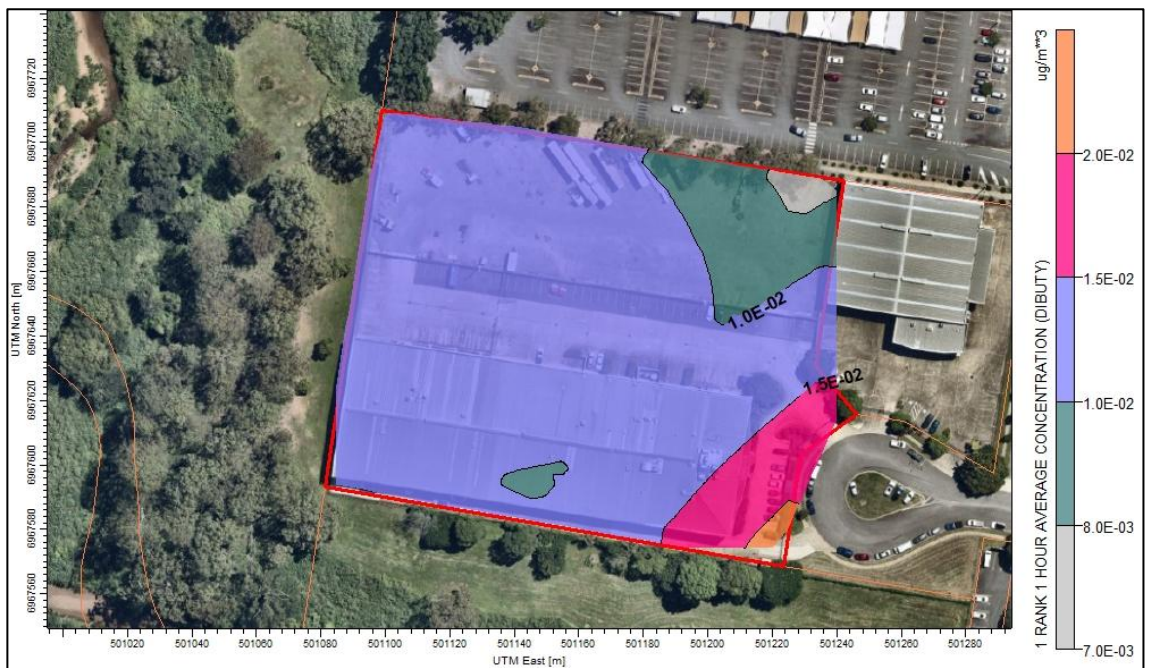 UTM North [m]
6967720
6967700
6967680
6967660
6967640
6967620
6967600
6967580
6967560
1.0E-02
1.5E-02
501020 501040 501060 501080 501100 501120 501140 501160 501180 501200 501220 501240 501260 501280
UTM East [m]
1 RANK 1 HOUR AVERAGE CONCENTRATION (DIBUTY)
ug/m**3
2.0E-02
1.5E-02
1.0E-02
8.0E-03
7.0E-03